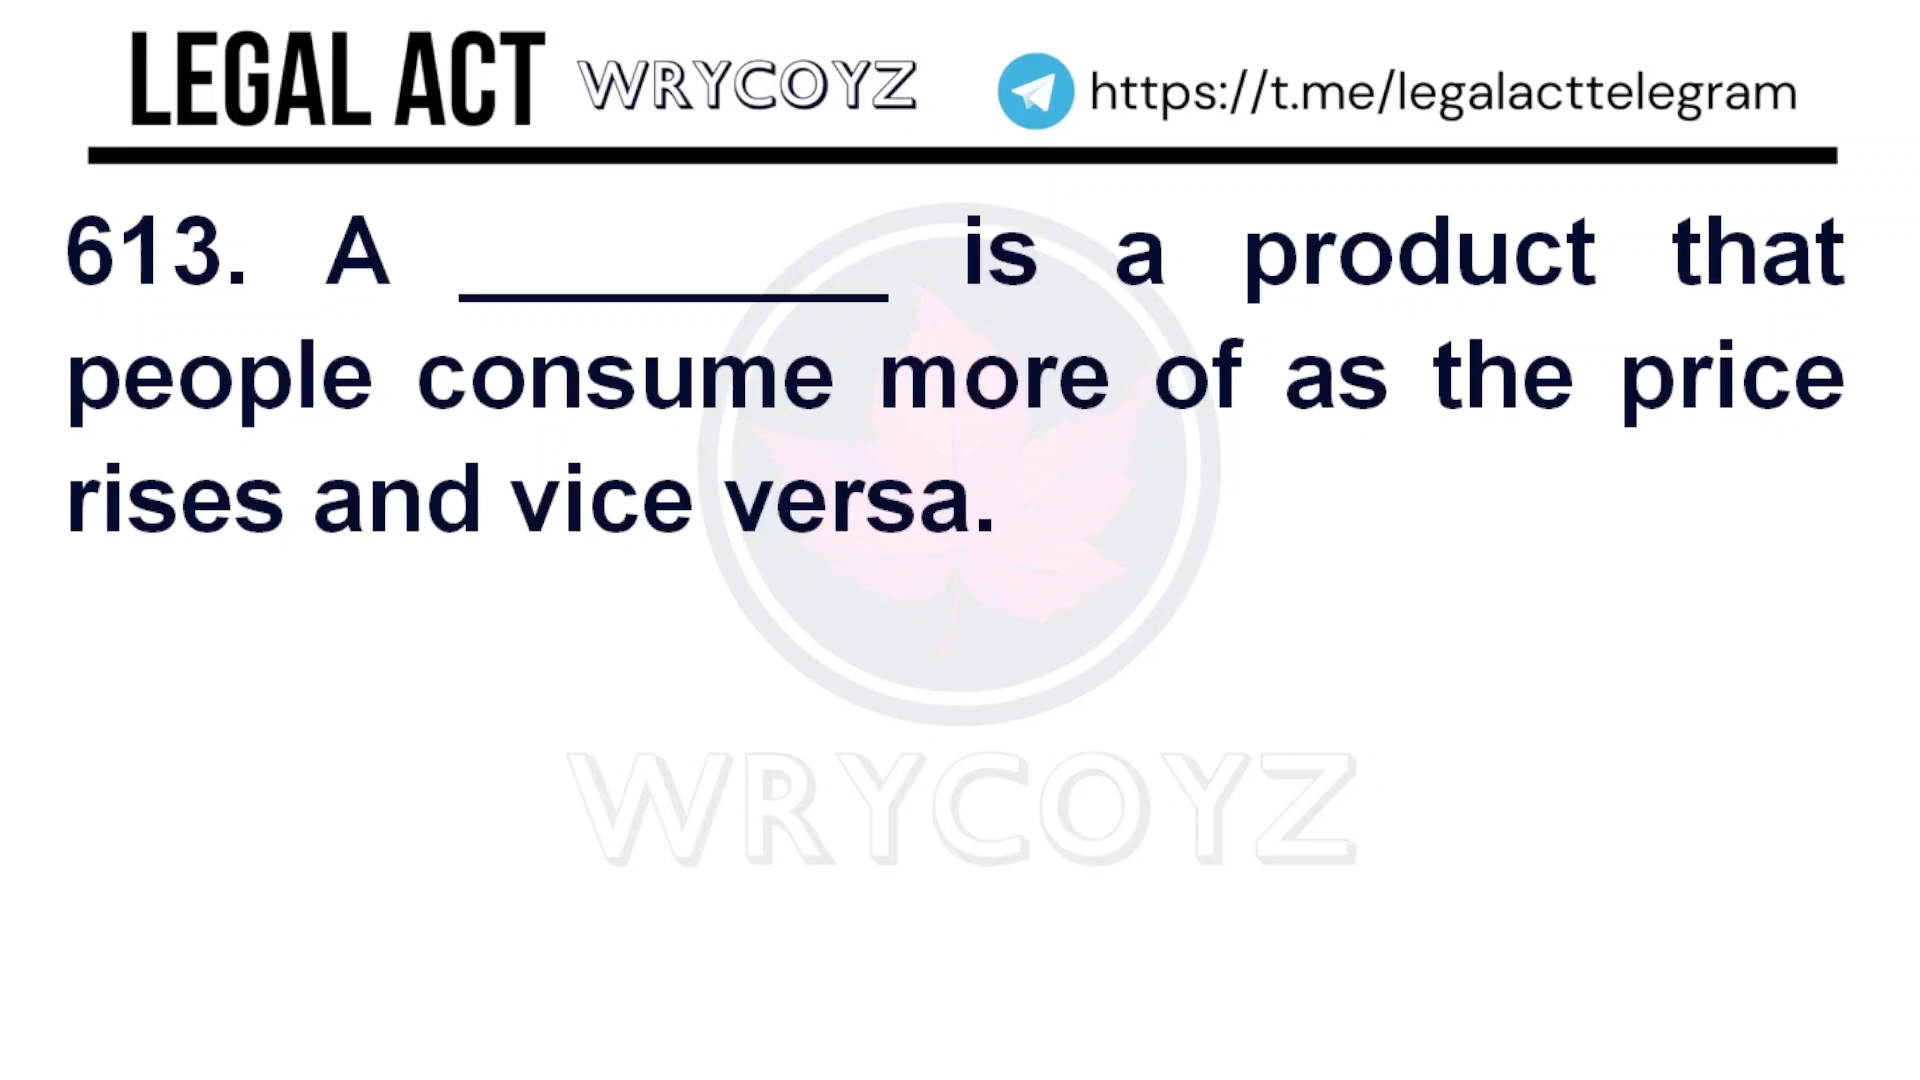 LEGAL ACT WRYCOYZ https://t.me/legalacttelegram
613. A __________ is a product that
people consume more of as the price
rises and vice versa.
WRYCOYZ